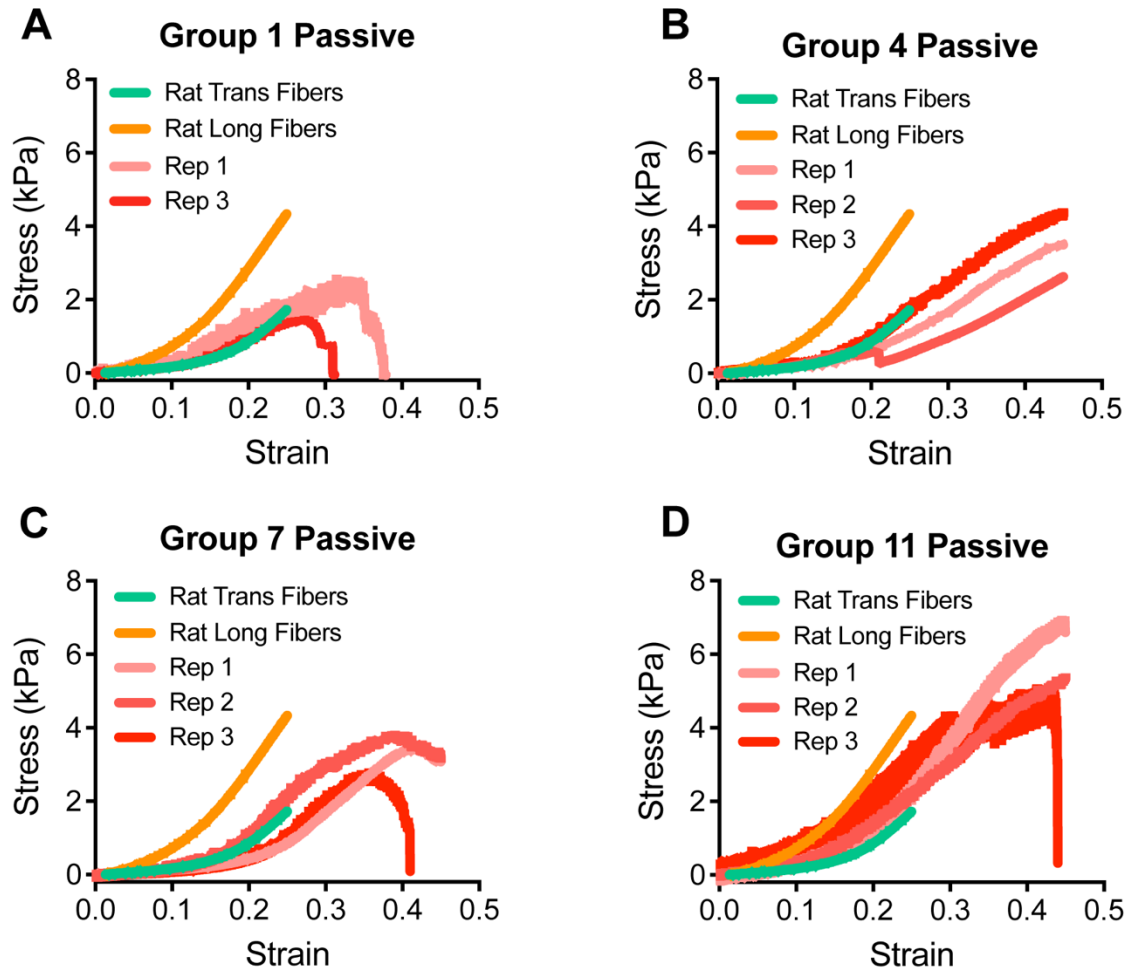 A
Group 1 Passive
Stress (kPa)
8
6
4
2
0
Rat Trans Fibers
Rat Long Fibers
Rep 1
Rep 3
0.0 0.1 0.2 0.3 0.4 0.5
Strain
B
Group 4 Passive
Stress (kPa)
8
6
4
2
0
Rat Trans Fibers
Rat Long Fibers
Rep 1
Rep 2
Rep 3
0.0 0.1 0.2 0.3 0.4 0.5
Strain
C
Group 7 Passive
Stress (kPa)
8
6
4
2
0
Rat Trans Fibers
Rat Long Fibers
Rep 1
Rep 2
Rep 3
0.0 0.1 0.2 0.3 0.4 0.5
Strain
D
Group 11 Passive
Stress (kPa)
8
6
4
2
0
Rat Trans Fibers
Rat Long Fibers
Rep 1
Rep 2
Rep 3
0.0 0.1 0.2 0.3 0.4 0.5
Strain